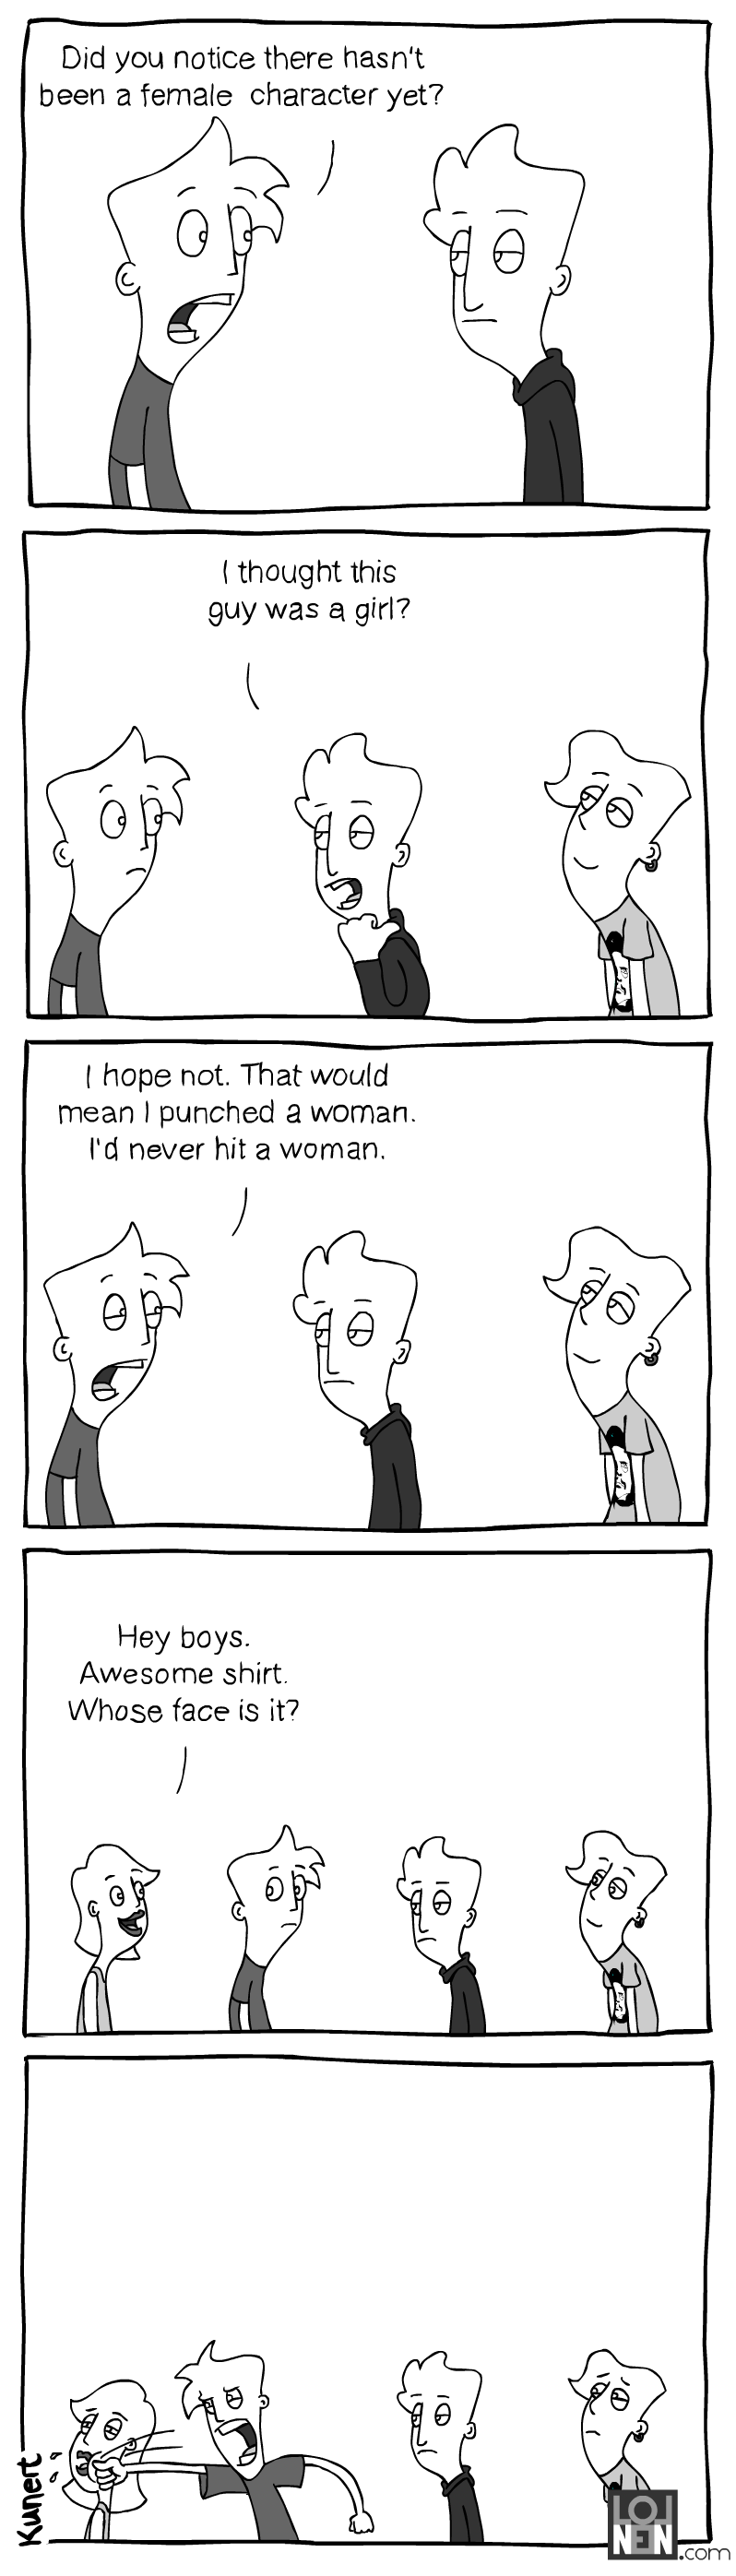 Did you notice there hasn't
been a female character yet?
I thought this
guy was a girl?
I hope not. That would
mean I punched a woman.
I'd never hit a woman.
Hey boys.
Awesome shirt.
Whose face is it?
Kunert
LOL
NEIN
.com